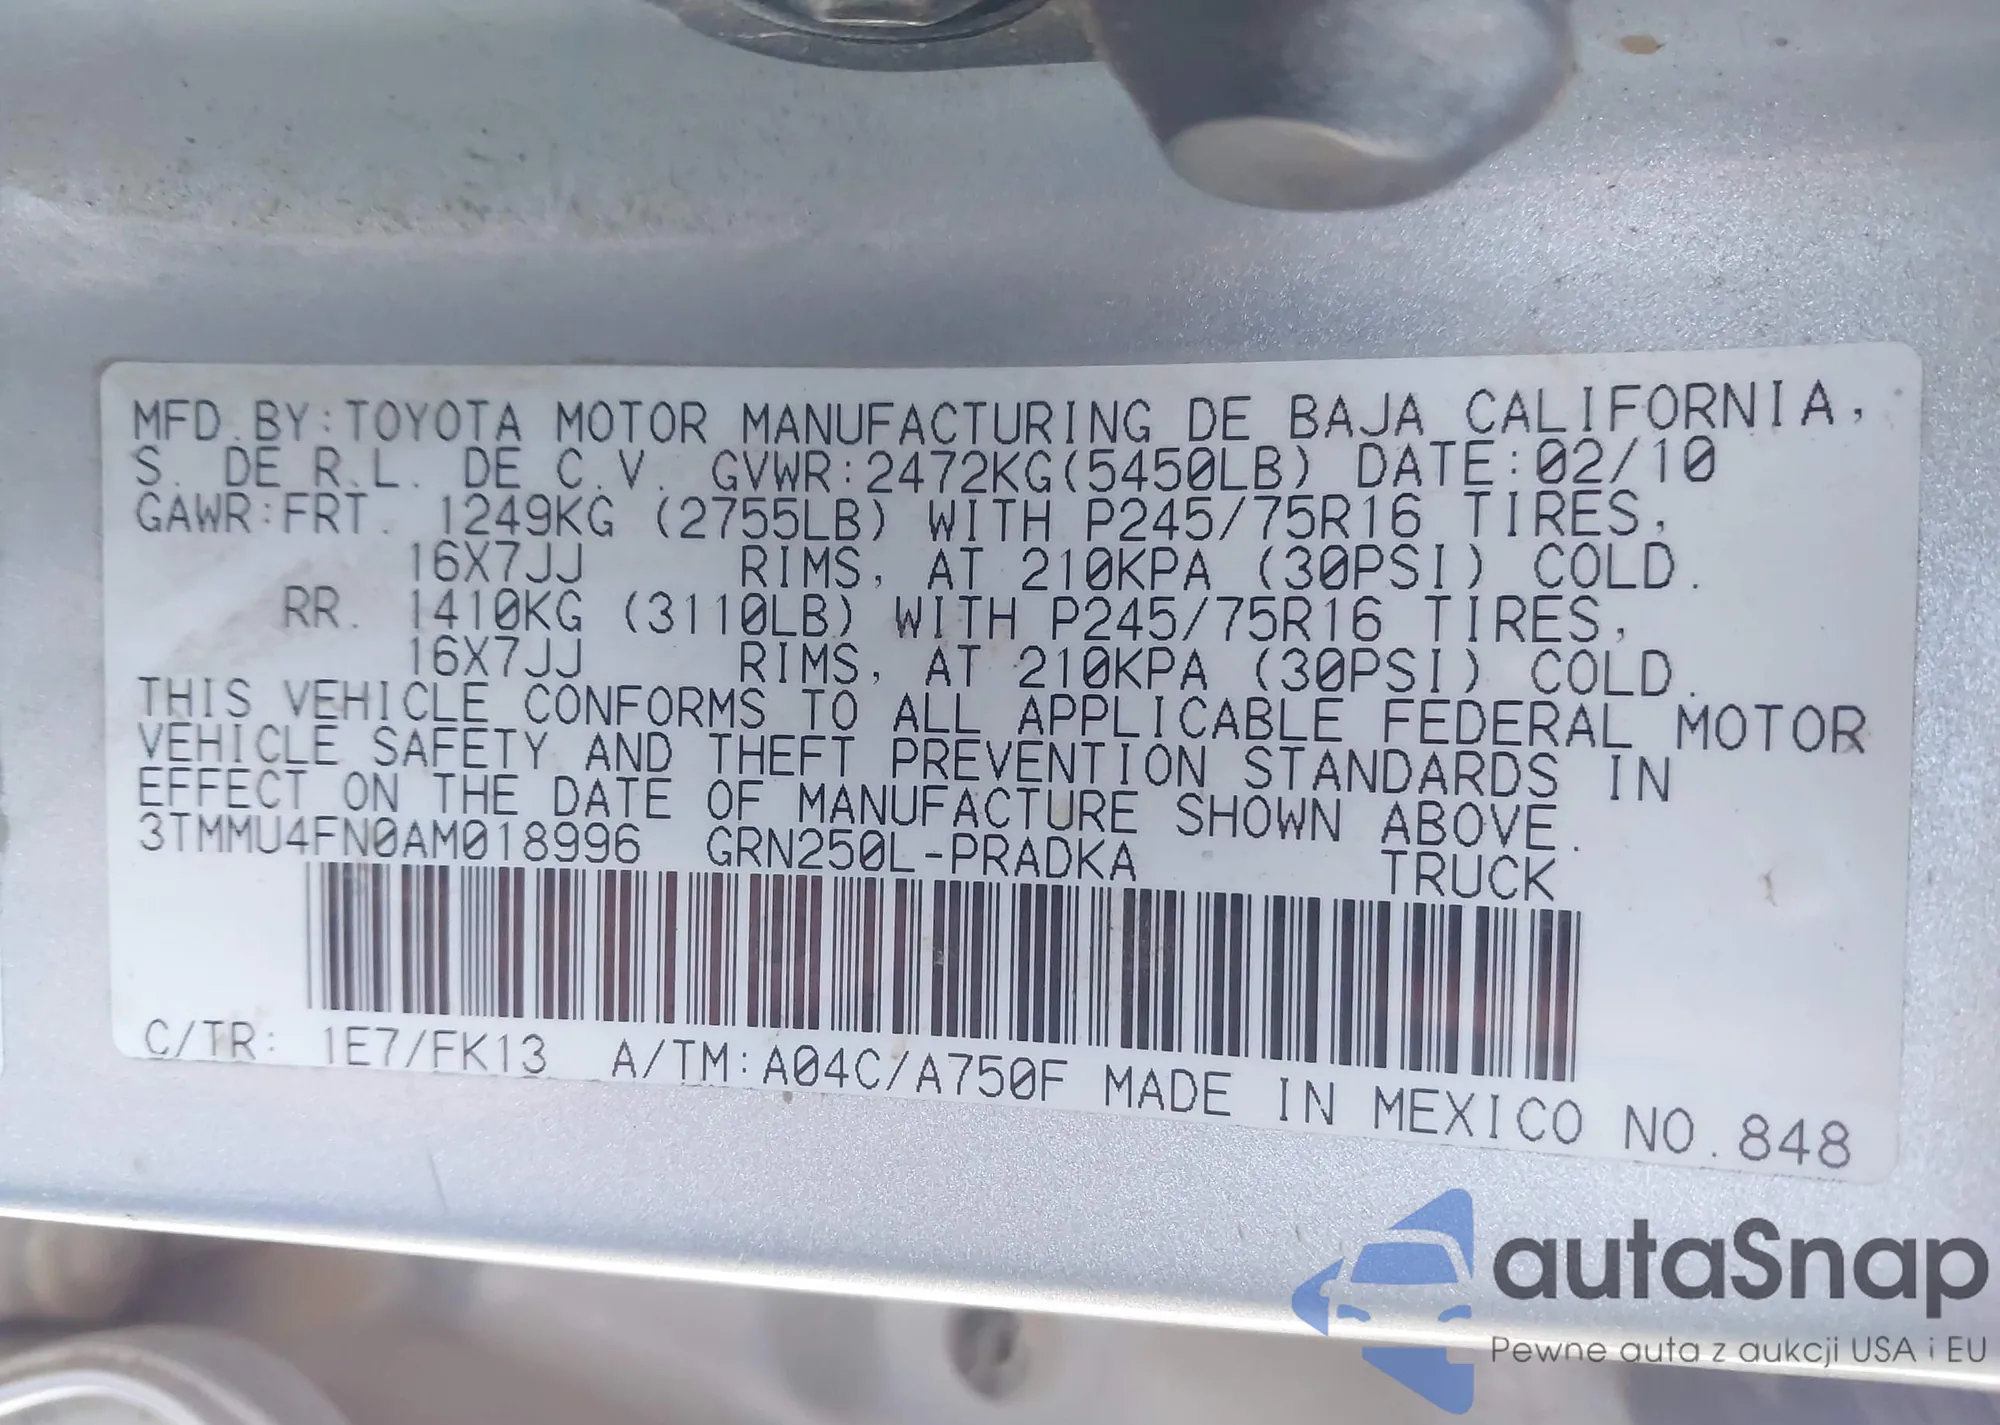 MFD.BY:TOYOTA MOTOR MANUFACTURING DE BAJA CALIFORNIA,
S. DE R.L. DE C.V. GVWR:2472KG(5450LB) DATE:02/10
GAWR:FRT. 1249KG (2755LB) WITH P245/75R16 TIRES,
16X7JJ RIMS, AT 210KPA (30PSI) COLD.
RR. 1410KG (3110LB) WITH P245/75R16 TIRES,
16X7JJ RIMS, AT 210KPA (30PSI) COLD.
THIS VEHICLE CONFORMS TO ALL APPLICABLE FEDERAL MOTOR
VEHICLE SAFETY AND THEFT PREVENTION STANDARDS IN
EFFECT ON THE DATE OF MANUFACTURE SHOWN ABOVE.
3TMMU4FN0AM018996 GRN250L-PRADKA TRUCK
C/TR: 1E7/FK13 A/TM:A04C/A750F MADE IN MEXICO NO.848
autaSnap
Pewne auta z aukcji USA i EU